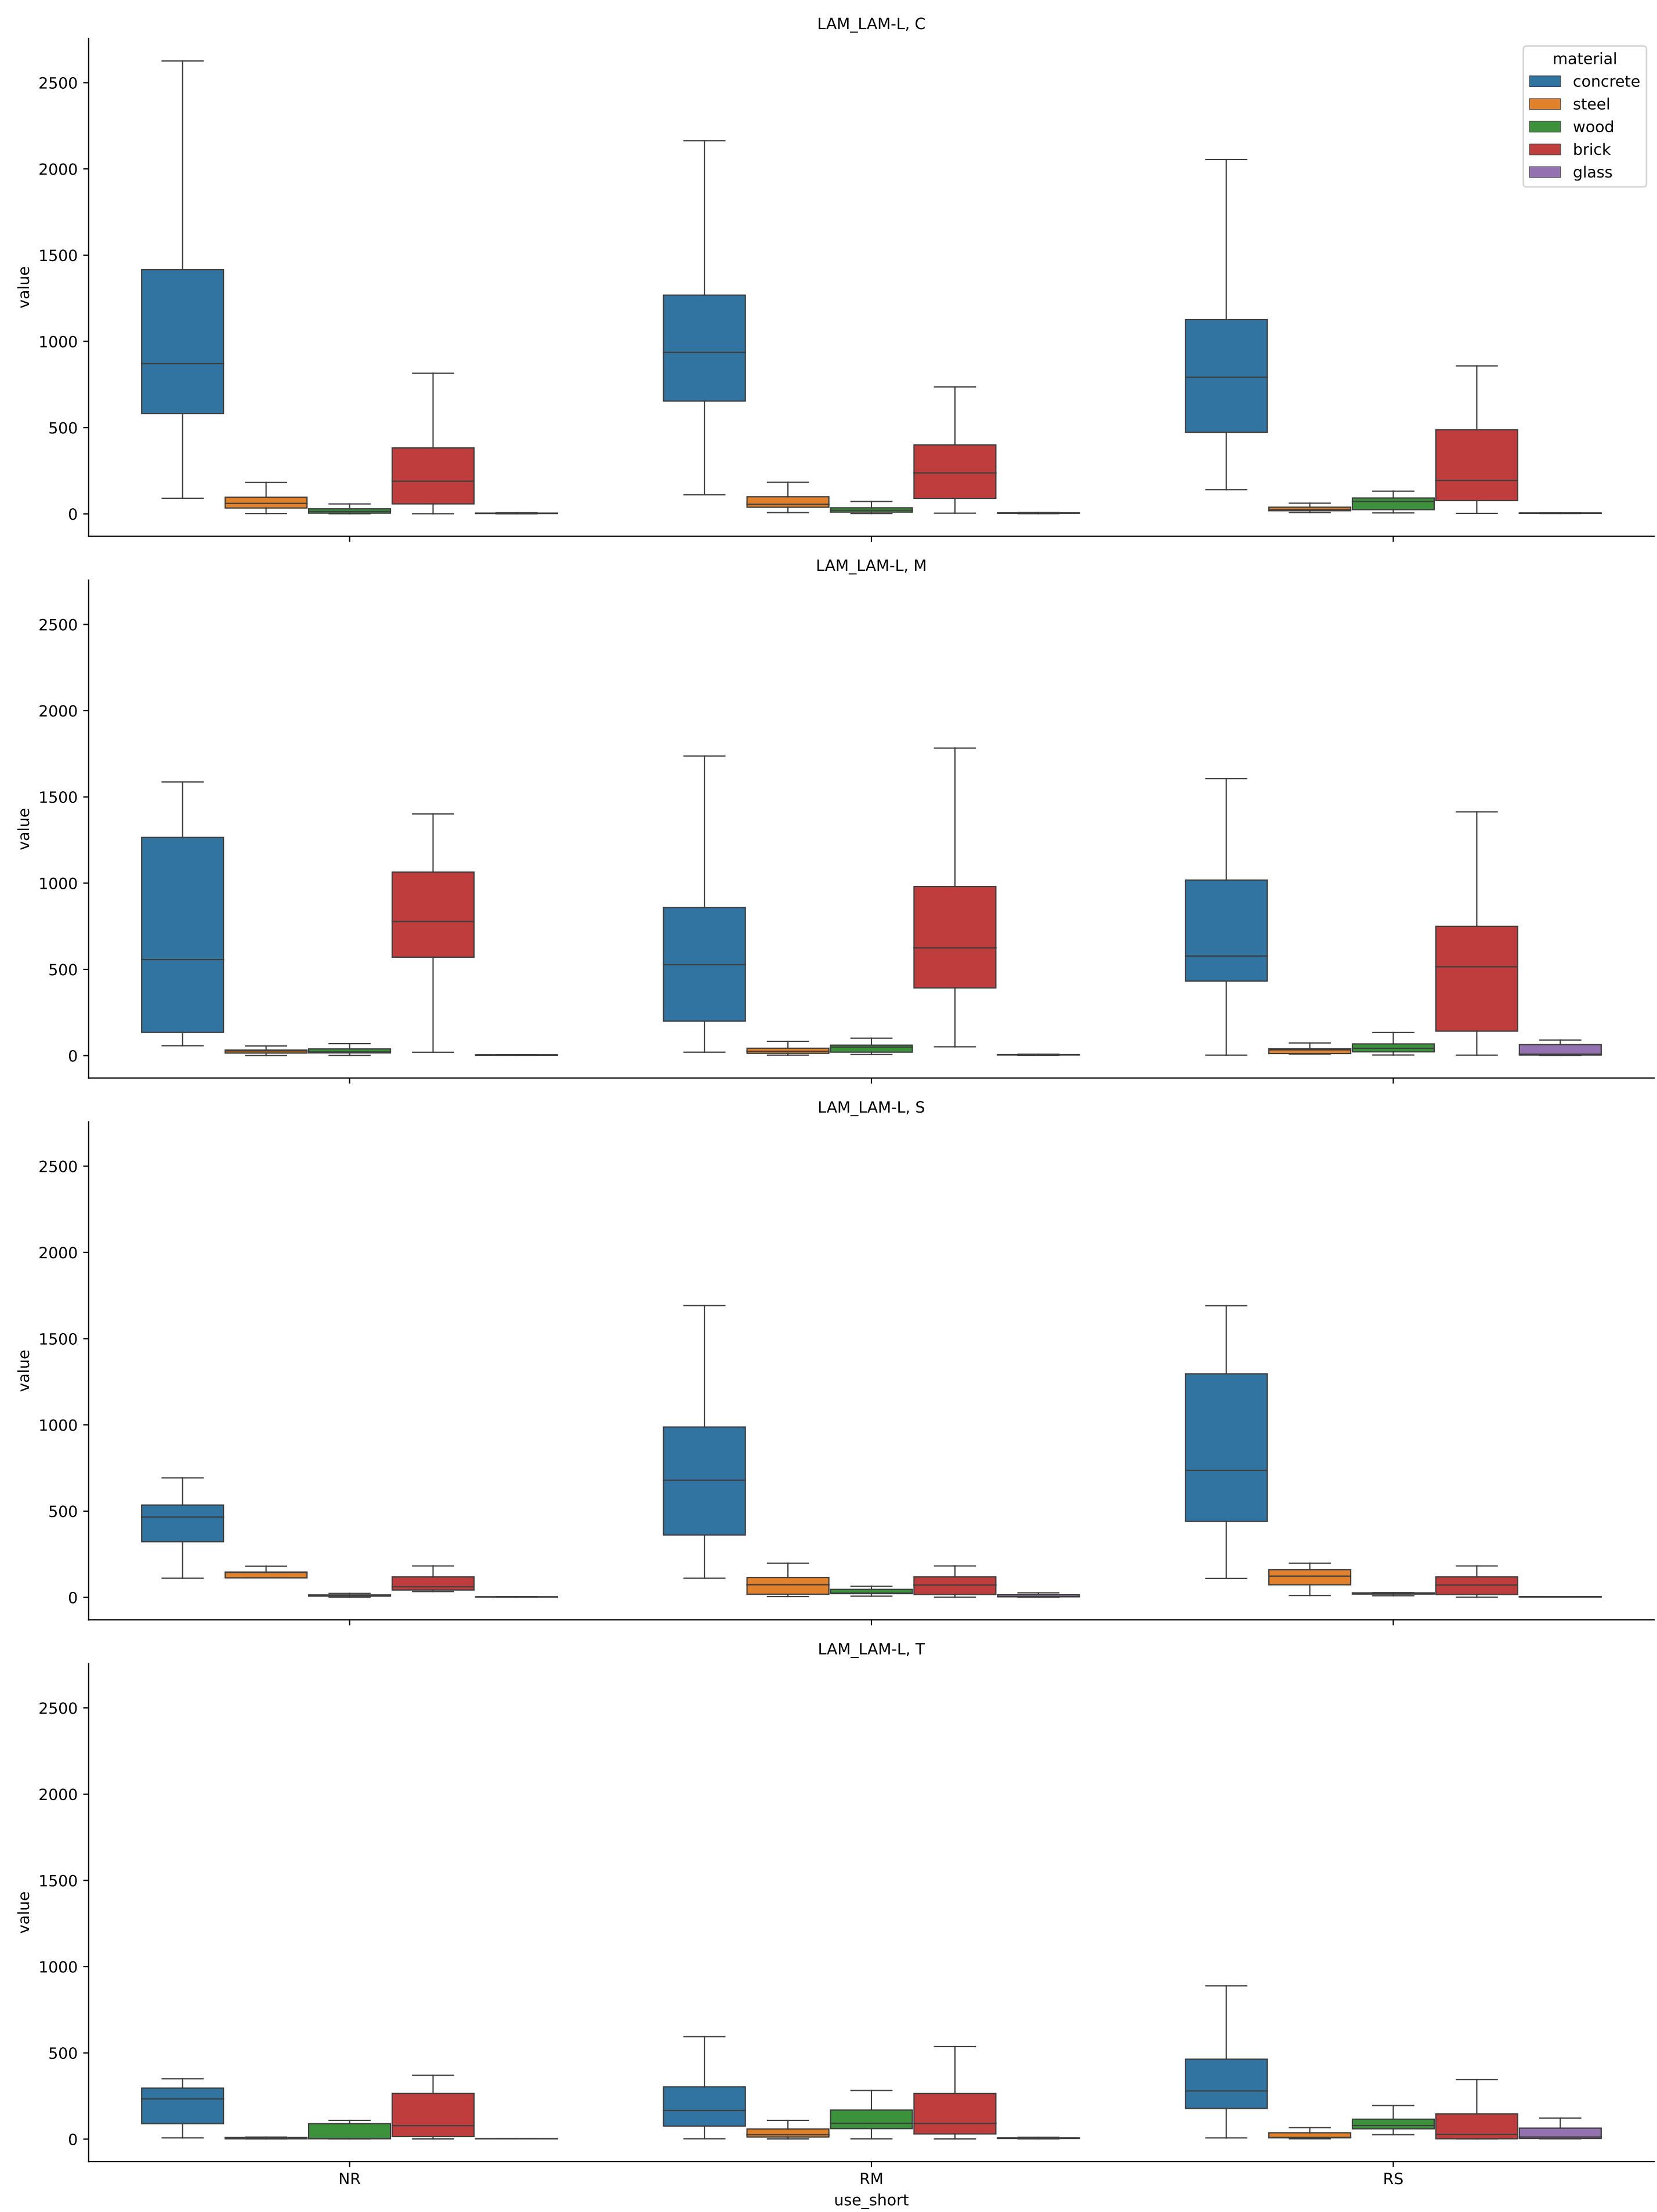 LAM_LAM-L, C
material
concrete
steel
wood
brick
glass
2500
2000
1500
1000
500
0
value
LAM_LAM-L, M
2500
2000
1500
1000
500
0
value
LAM_LAM-L, S
2500
2000
1500
1000
500
0
value
LAM_LAM-L, T
2500
2000
1500
1000
500
0
value
NR RM RS
use_short